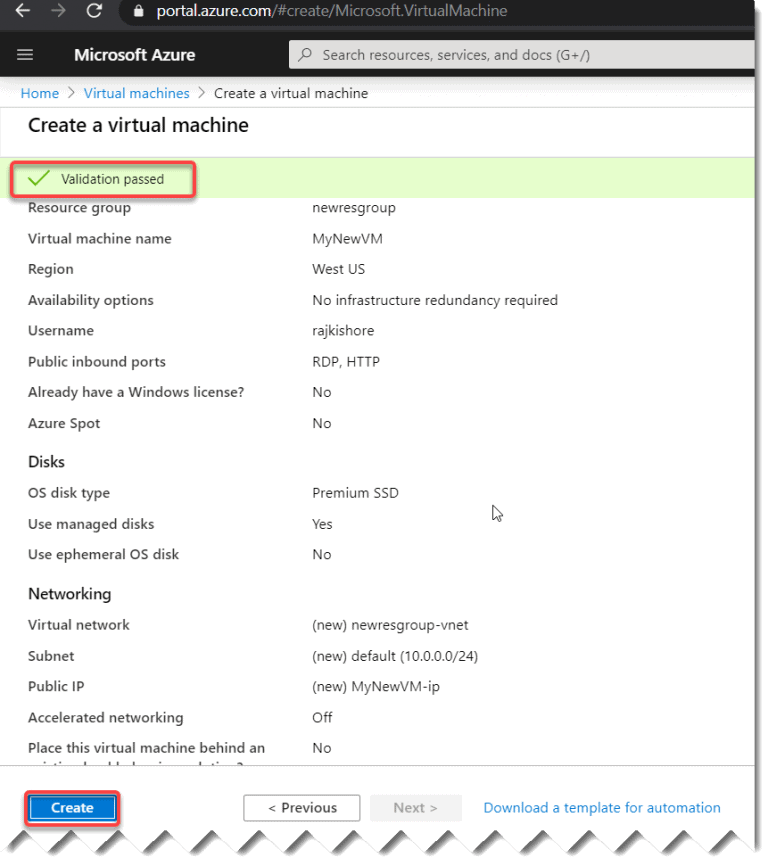 portal.azure.com/#create/Microsoft.VirtualMachine
Microsoft Azure
Search resources, services, and docs (G+/)
Home > Virtual machines > Create a virtual machine
Create a virtual machine
Validation passed
Resource group newresgroup
Virtual machine name MyNewVM
Region West US
Availability options No infrastructure redundancy required
Username rajkishore
Public inbound ports RDP, HTTP
Already have a Windows license? No
Azure Spot No
Disks
OS disk type Premium SSD
Use managed disks Yes
Use ephemeral OS disk No
Networking
Virtual network (new) newresgroup-vnet
Subnet (new) default (10.0.0.0/24)
Public IP (new) MyNewVM-ip
Accelerated networking Off
Place this virtual machine behind an No
Create < Previous Next > Download a template for automation